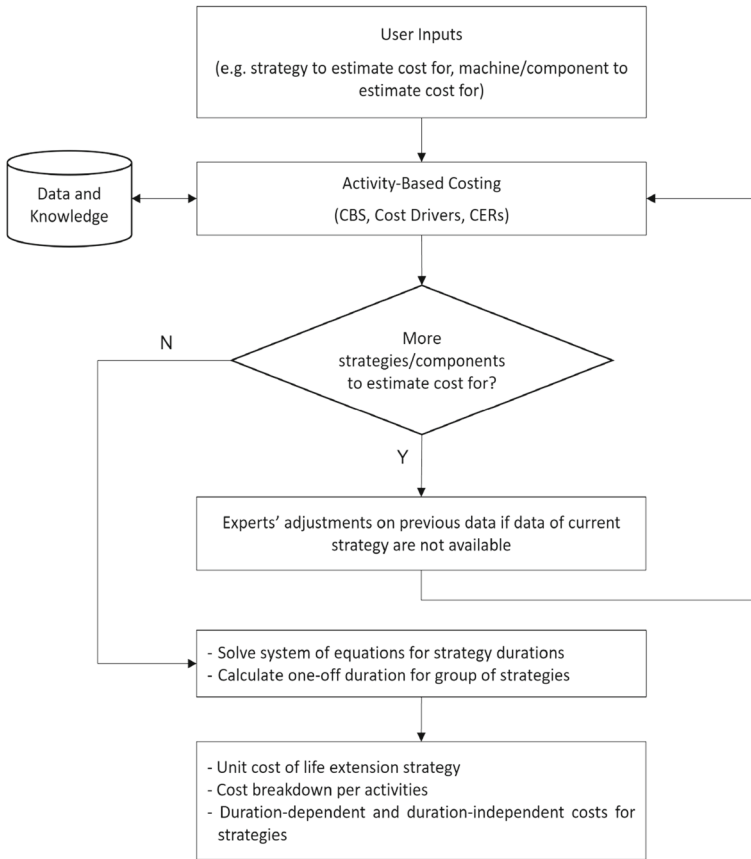 User Inputs
(e.g. strategy to estimate cost for, machine/component to
estimate cost for)
Data and
Knowledge
Activity-Based Costing
(CBS, Cost Drivers, CERs)
N
More
strategies/components
to estimate cost for?
Y
Experts’ adjustments on previous data if data of current
strategy are not available
- Solve system of equations for strategy durations
- Calculate one-off duration for group of strategies
- Unit cost of life extension strategy
- Cost breakdown per activities
- Duration-dependent and duration-independent costs for
strategies